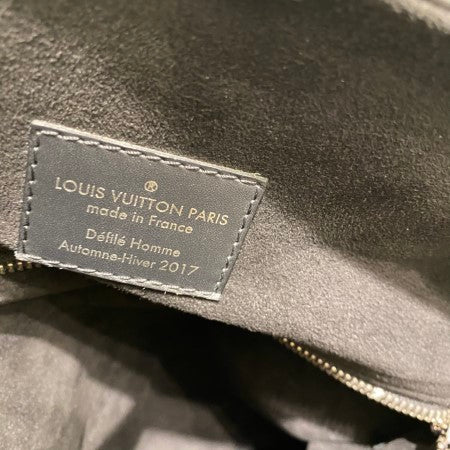 ®
LOUIS VUITTON PARIS
made in France
Défilé Homme
Automne-Hiver 2017